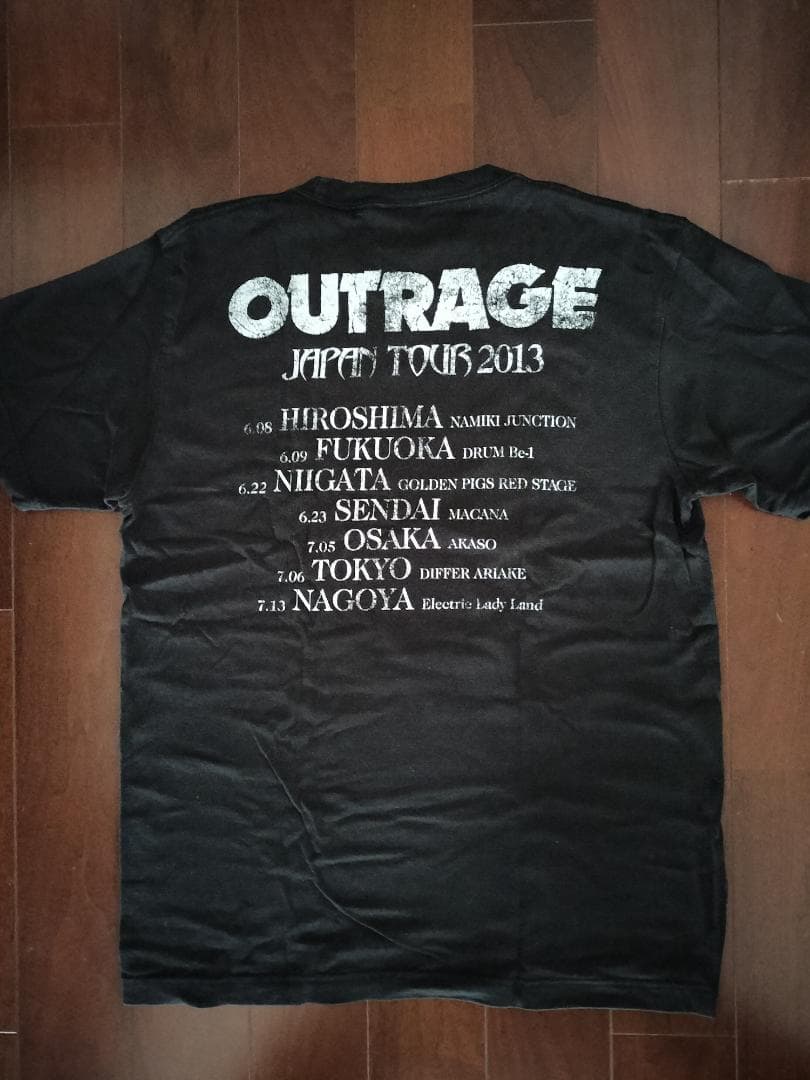 OUTRAGE
JAPAN TOUR 2013
6.08 HIROSHIMA NAMIKI JUNCTION
6.09 FUKUOKA DRUM Be-1
6.22 NIIGATA GOLDEN PIGS RED STAGE
6.23 SENDAI MACANA
7.05 OSAKA AKASO
7.06 TOKYO DIFFER ARIAKE
7.13 NAGOYA Electric Lady Land